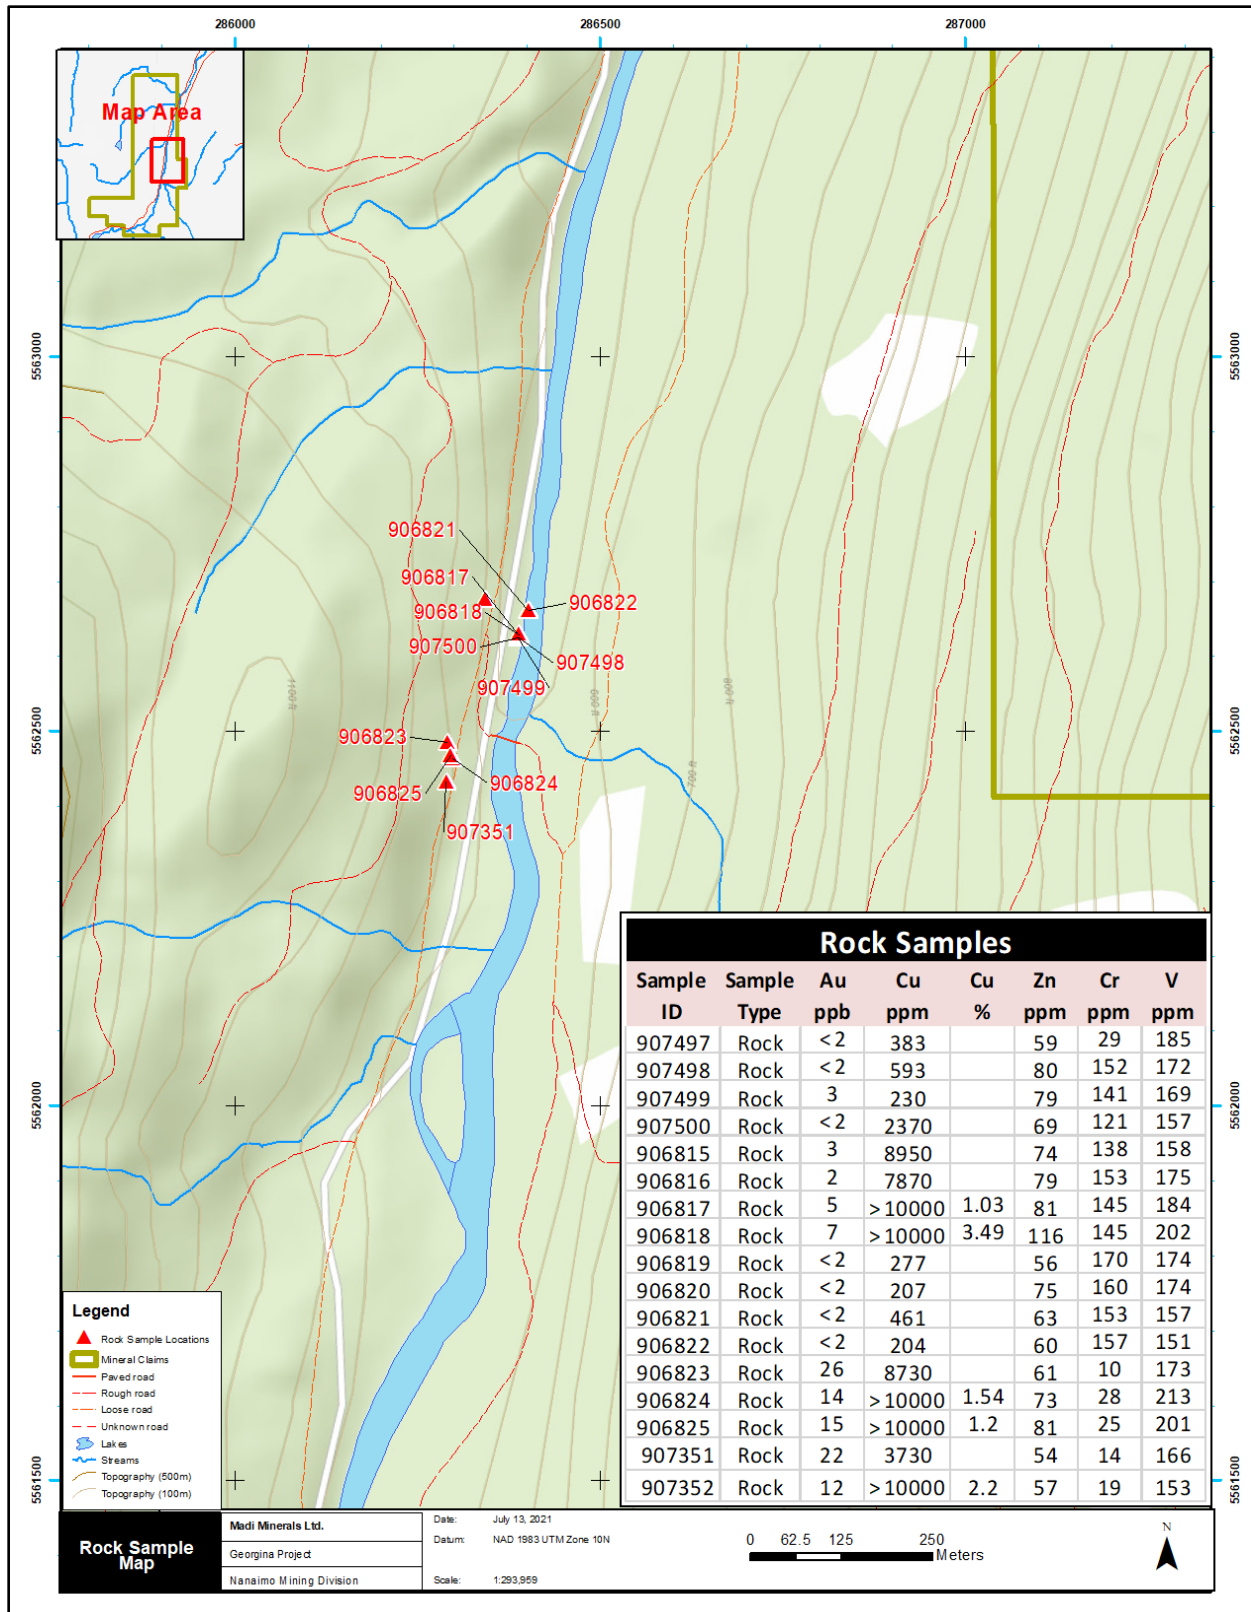 286000 286500 287000
Map Area
5563000 5563000
906821
906817
906818 906822
907500
907498
907499
1100 ft
600 ft
800 ft
5562500 5562500
906823
700 ft
906824
906825
907351
Rock Samples
Sample ID Sample Type Au ppb Cu ppm Cu % Zn ppm Cr ppm V ppm
907497 Rock <2 383 59 29 185
907498 Rock <2 593 80 152 172
907499 Rock 3 230 79 141 169
907500 Rock <2 2370 69 121 157
906815 Rock 3 8950 74 138 158
906816 Rock 2 7870 79 153 175
906817 Rock 5 >10000 1.03 81 145 184
906818 Rock 7 >10000 3.49 116 145 202
906819 Rock <2 277 56 170 174
906820 Rock <2 207 75 160 174
906821 Rock <2 461 63 153 157
906822 Rock <2 204 60 157 151
906823 Rock 26 8730 61 10 173
906824 Rock 14 >10000 1.54 73 28 213
906825 Rock 15 >10000 1.2 81 25 201
907351 Rock 22 3730 54 14 166
907352 Rock 12 >10000 2.2 57 19 153
5562000 5562000
Legend
Rock Sample Locations
Mineral Claims
Paved road
Rough road
Loose road
Unknown road
Lakes
Streams
Topography (500m)
Topography (100m)
5561500 5561500
Rock Sample Map
Madi Minerals Ltd.
Georgina Project
Nanaimo Mining Division
Date: July 13, 2021
Datum: NAD 1983 UTM Zone 10N
Scale: 1:293,959
0 62.5 125 250
Meters
N